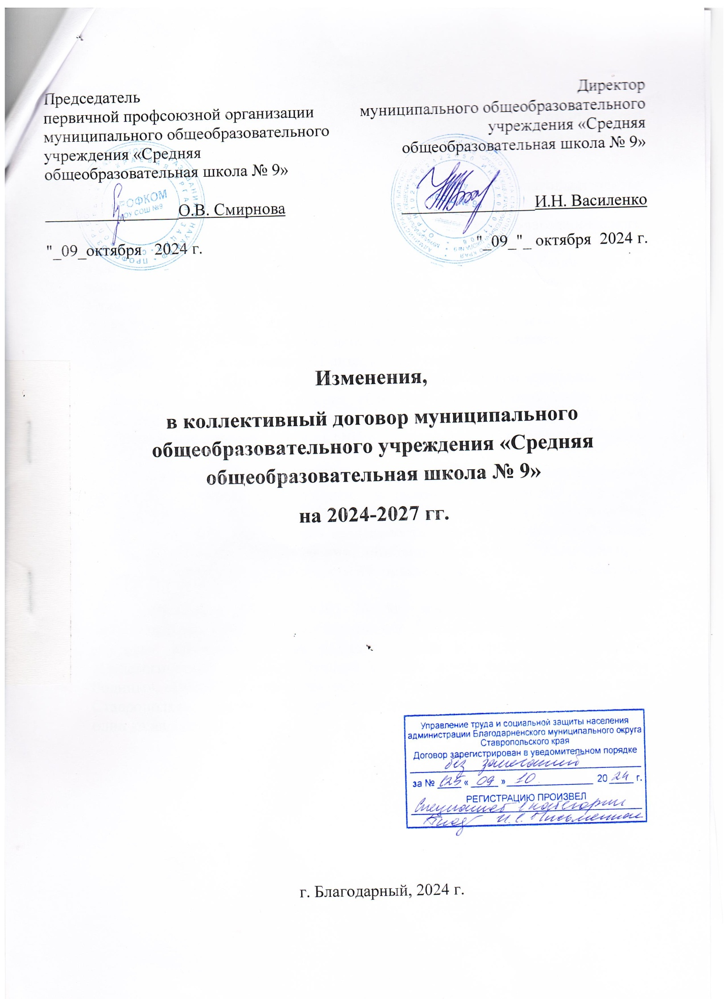 Председатель
первичной профсоюзной организации
муниципального общеобразовательного
учреждения «Средняя
общеобразовательная школа № 9»
О.В. Смирнова
"_09_октября 2024 г.
Директор
муниципального общеобразовательного
учреждения «Средняя
общеобразовательная школа № 9»
И.Н. Василенко
"_09_"_ октября 2024 г.
ПРОФКОМ
МОУ СОШ №9
Изменения,
в коллективный договор муниципального
общеобразовательного учреждения «Средняя
общеобразовательная школа № 9»
на 2024-2027 гг.
Управление труда и социальной защиты населения
администрации Благодарненского муниципального округа
Ставропольского края
Договор зарегистрирован в уведомительном порядке
без замечаний
за № 125 « 09 » 10 20 24 г.
РЕГИСТРАЦИЮ ПРОИЗВЕЛ
Специалист I категории
И.С. Письменная
г. Благодарный, 2024 г.